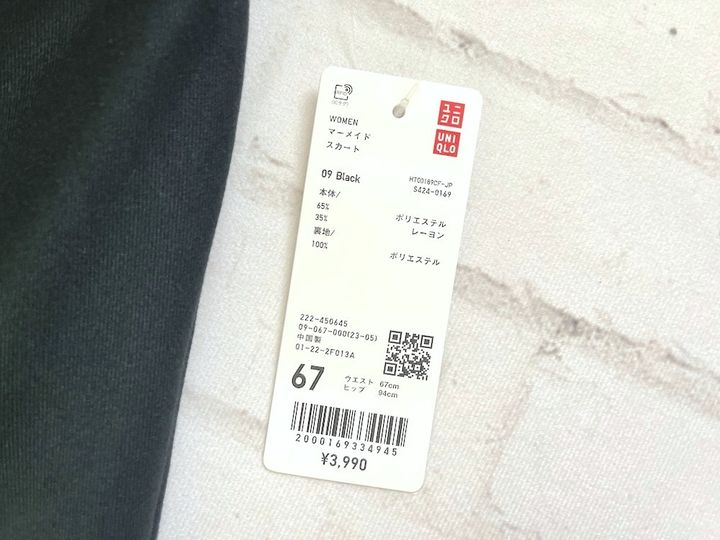 ユニ
クロ
UNI
QLO
WOMEN
マーメイド
スカート
09 Black
HT00189CF-JP
S424-0169
本体/
65% ポリエステル
35% レーヨン
裏地/
100% ポリエステル
222-450645
09-067-000(23-05)
中国製
01-22-2F013A
67
ウエスト 67cm
ヒップ 94cm
2000169334945
¥3,990